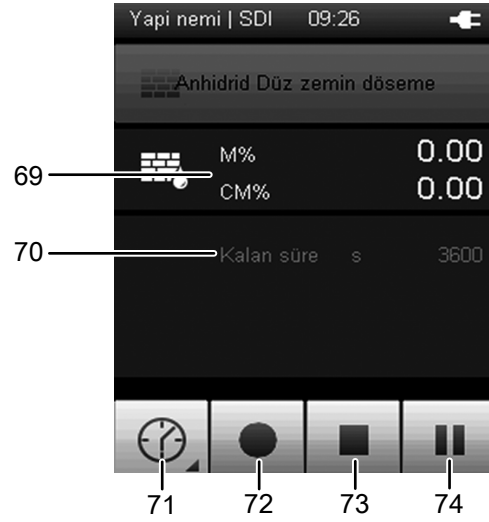 Yapi nemi | SDI 09:26
Anhidrid Düz zemin döseme
69
M% 0.00
CM% 0.00
70
Kalan süre s 3600
71 72 73 74